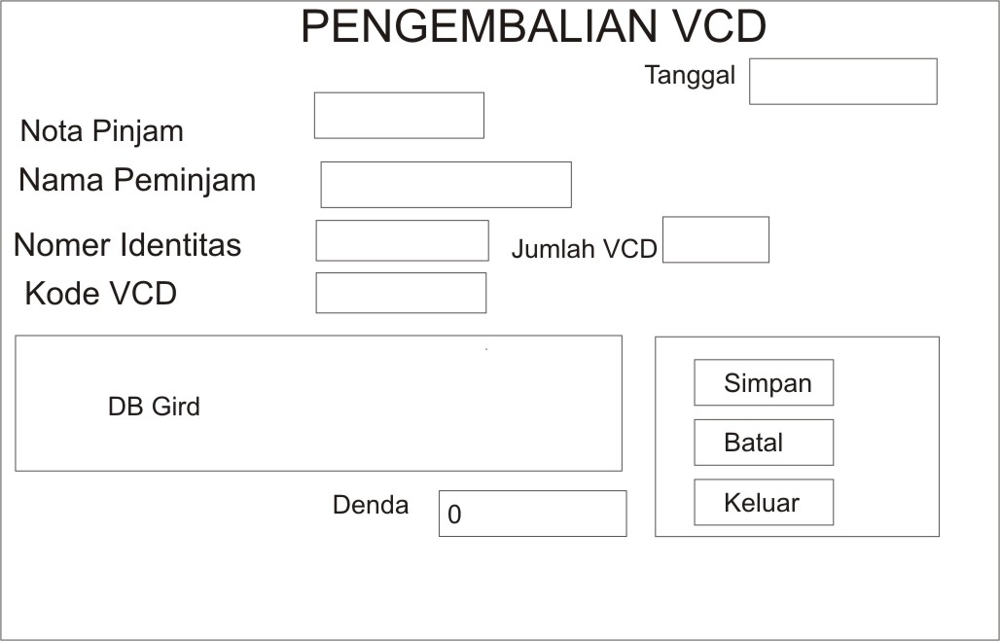 PENGEMBALIAN VCD
Tanggal
Nota Pinjam
Nama Peminjam
Nomer Identitas
Jumlah VCD
Kode VCD
DB Gird
Simpan
Batal
Keluar
Denda
0